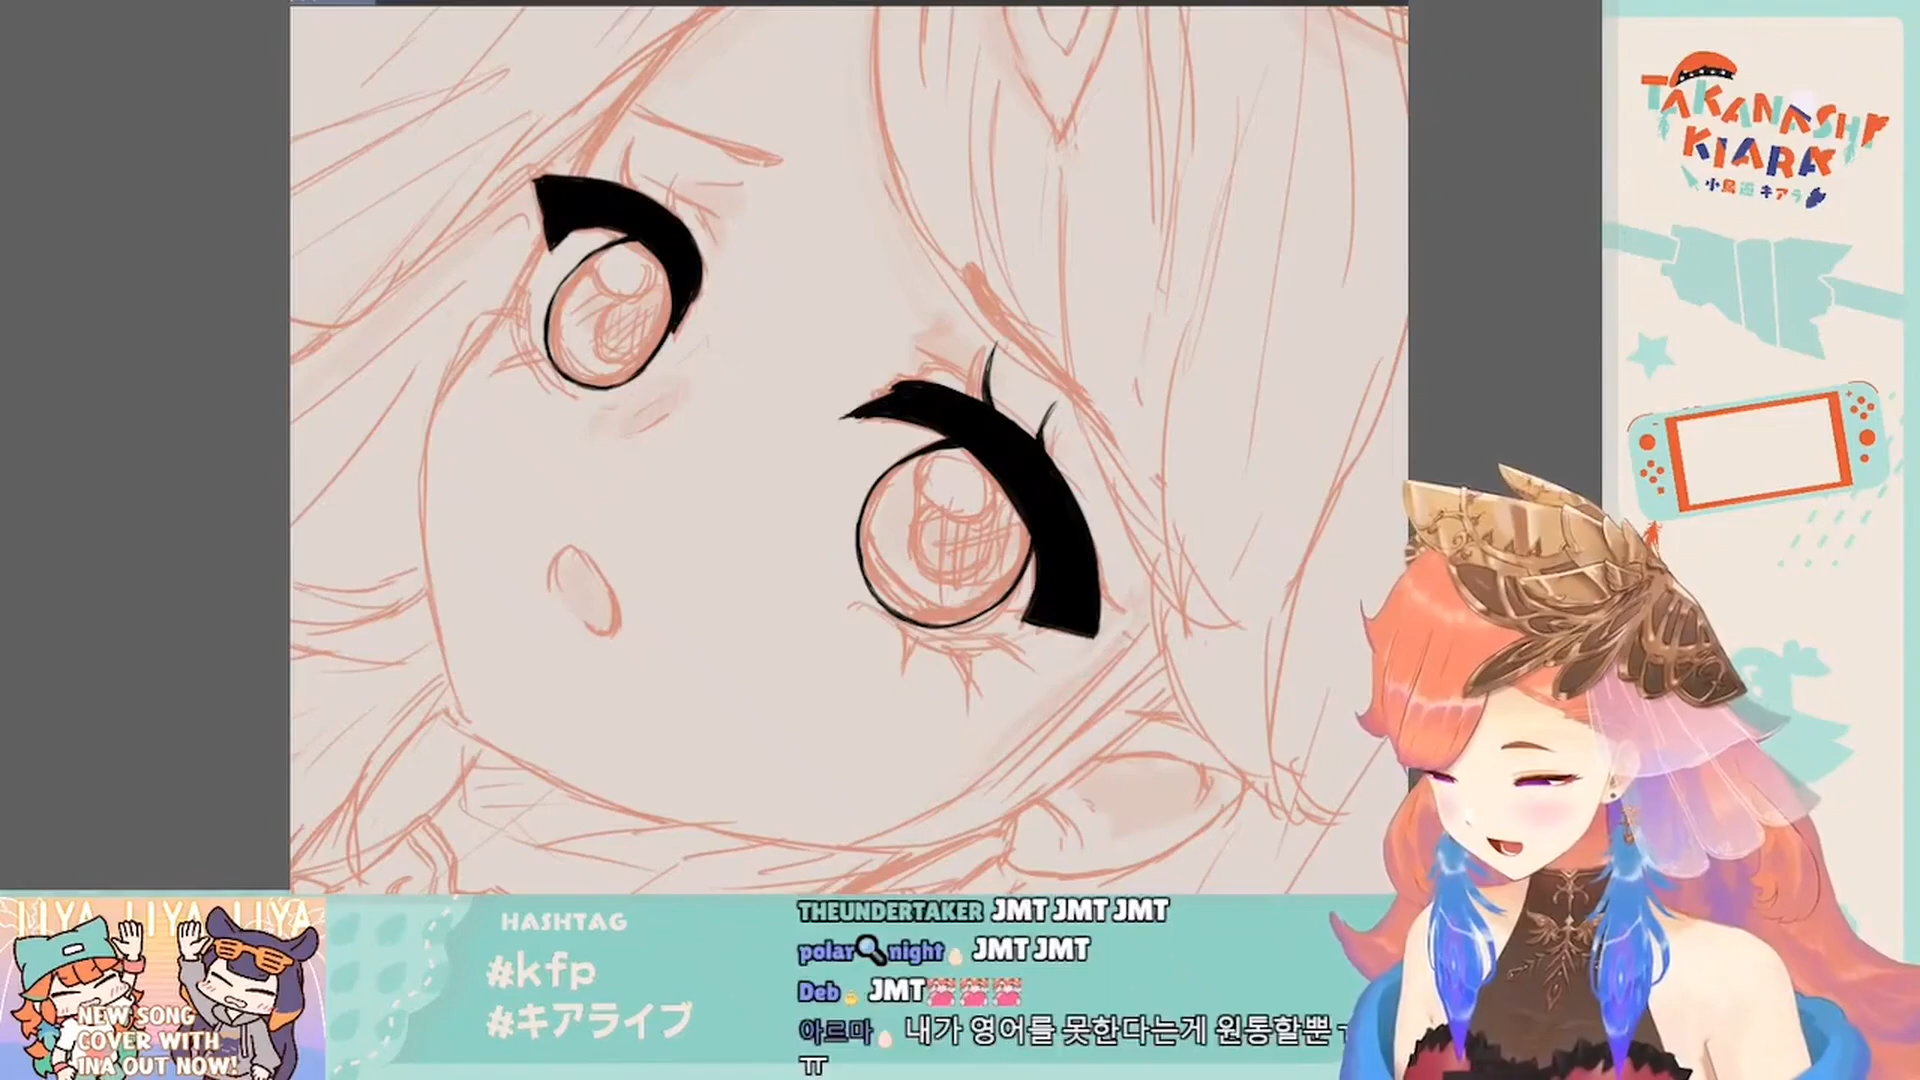 TAKANASHI
KIARA
小鳥遊キアラ
HASHTAG
#kfp
#キアライブ
THEUNDERTAKER JMT JMT JMT
polar night JMT JMT
Deb JMT
아르마 내가 영어를 못한다는게 원통할뿐ㅠ
ㅠ
NEW SONG
COVER WITH
INA OUT NOW!